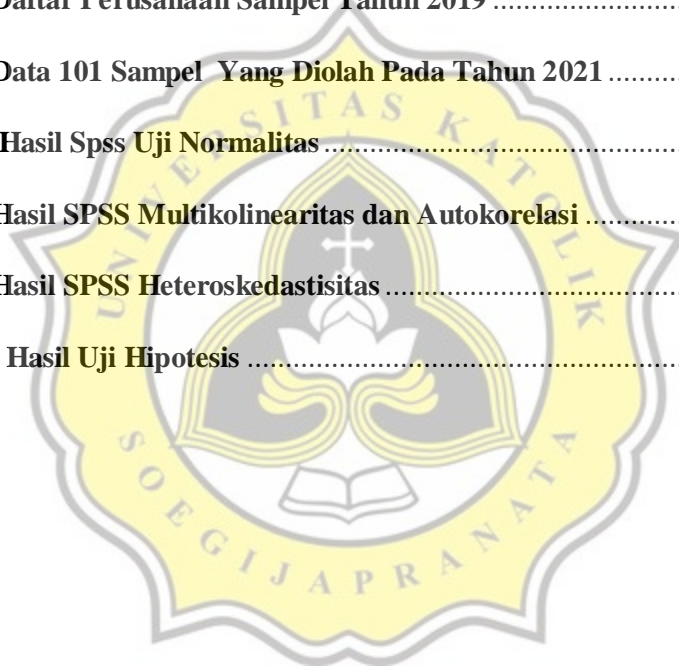 Daftar Perusahaan Sampel Tahun 2019 ........................
Data 101 Sampel  Yang Diolah Pada Tahun 2021 ...........
Hasil Spss Uji Normalitas ..................................................
Hasil SPSS Multikolinearitas dan Autokorelasi ..............
Hasil SPSS Heteroskedastisitas .........................................
Hasil Uji Hipotesis ............................................................
UNIVERSITAS KATOLIK
SOEGIJAPRANATA